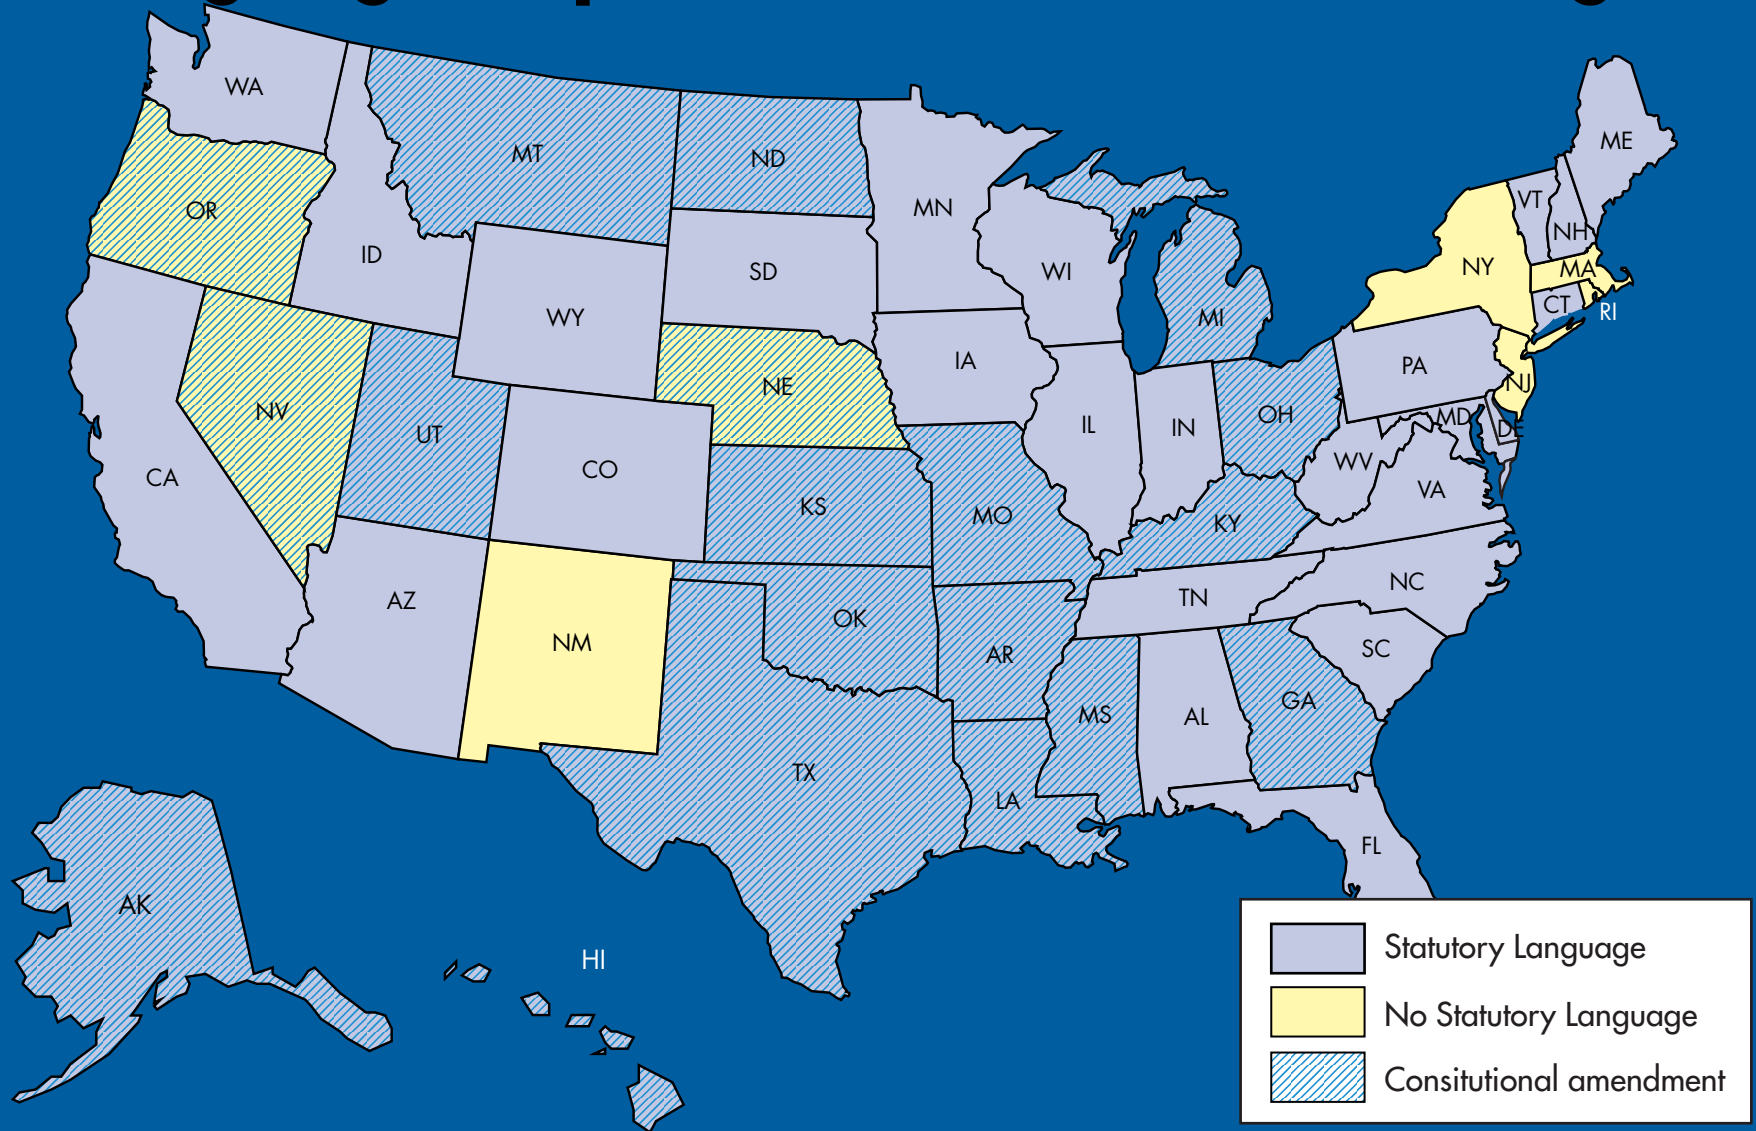 WA
MT
ND
MN
ME
OR
ID
SD
WI
VT
NH
NY
MA
WY
MI
CT
RI
IA
PA
NE
NJ
NV
UT
IL
IN
OH
MD
DE
CA
CO
WV
VA
KS
MO
KY
AZ
NM
OK
TN
NC
AR
SC
MS
AL
GA
TX
LA
FL
AK
HI
Statutory Language
No Statutory Language
Consitutional amendment